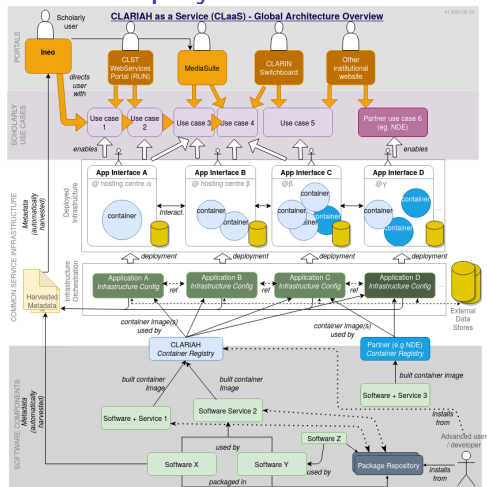 CLARIAH as a Service (CLaaS) - Global Architecture Overview
PORTALS
Scholarly
user
Ineo
CLST
WebServices
Portal (RUN)
MediaSuite
CLARIN
Switchboard
Other
institutional
website
directs
user
with
SCHOLARLY
USE CASES
Use case
1
Use case
2
Use case 3
Use case 4
Use case 5
Partner use case 6
(eg. NDE)
enables
enables
COMMON SERVICE INFRASTRUCTURE
Metadata
(automatically
harvested)
Deployed
Infrastructure
App Interface A
@ hosting centre α
container
Interact.
App Interface B
@ hosting centre β
container
container
App Interface C
@β
container
container
container
container
App Interface D
@γ
container
container
container
deployment
deployment
deployment
deployment
Infrastructure
Orchestration
Application A
Infrastructure Config
ref
Application B
Infrastructure Config
ref
Application C
Infrastructure Config
ref
Application D
Infrastructure Config
Harvested
Metadata
External
Data
Stores
container image(s)
used by
container image(s)
used by
CLARIAH
Container Registry
Partner (e.g NDE)
Container Registry
SOFTWARE COMPONENTS
Metadata
(automatically
harvested)
built container
Image
built container
Image
built container image
Software + Service 1
Software Service 2
Software + Service 3
installs
from
Software Z
Advanced user
/ developer
used by
Software X
Software Y
used by
Package Repository
installs
from
packaged in